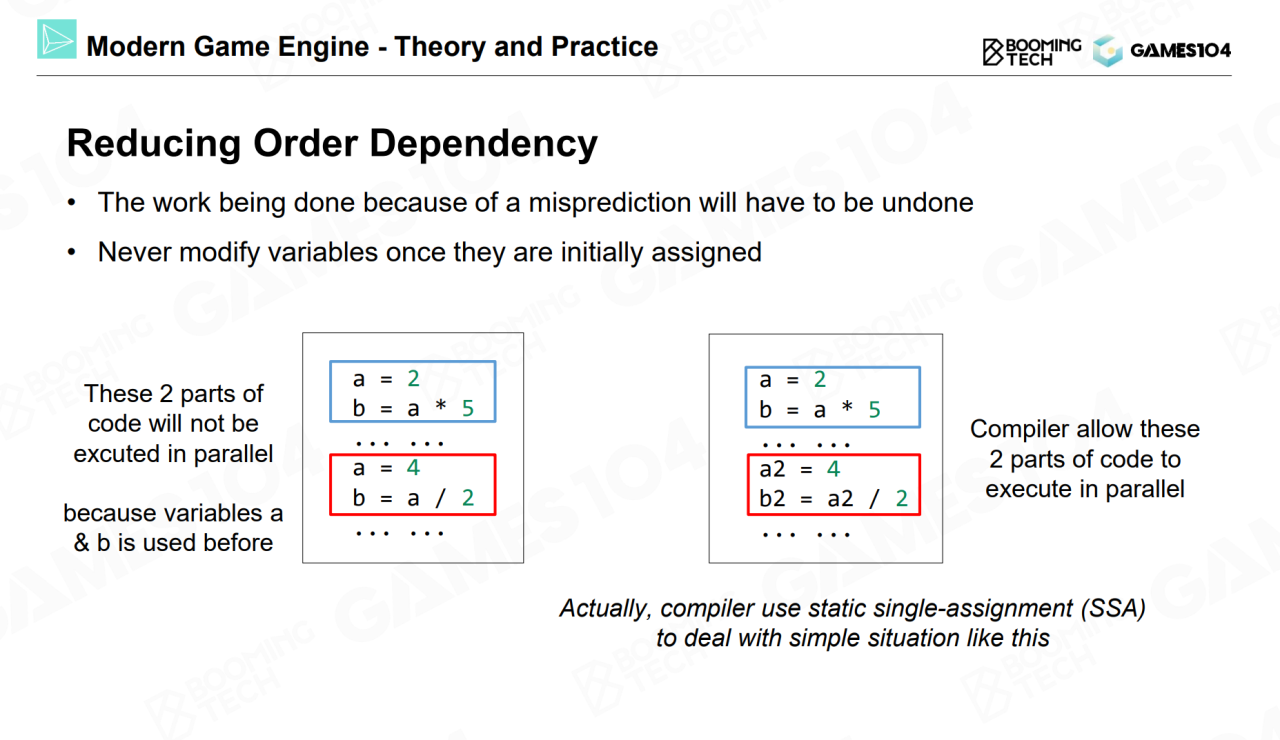 Modern Game Engine - Theory and Practice
BOOMING
TECH
GAMES104
Reducing Order Dependency
• The work being done because of a misprediction will have to be undone
• Never modify variables once they are initially assigned
These 2 parts of
code will not be
excuted in parallel
because variables a
& b is used before
a = 2
b = a * 5
... ...
a = 4
b = a / 2
... ...
a = 2
b = a * 5
... ...
a2 = 4
b2 = a2 / 2
... ...
Compiler allow these
2 parts of code to
execute in parallel
Actually, compiler use static single-assignment (SSA)
to deal with simple situation like this